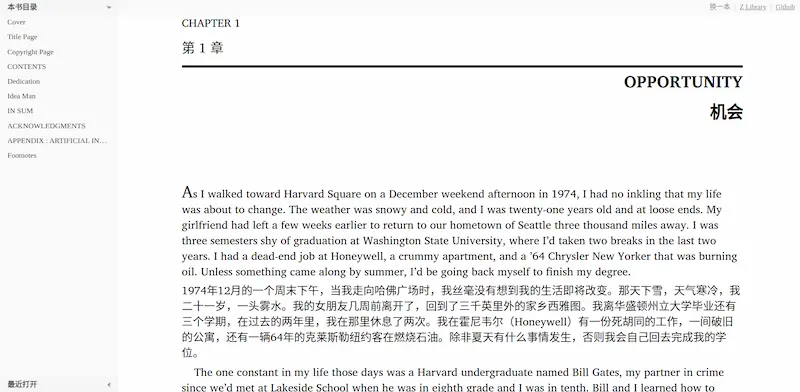 本书目录
换一本 | Z Library | Github
Cover
Title Page
Copyright Page
CONTENTS
Dedication
Idea Man
IN SUM
ACKNOWLEDGMENTS
APPENDIX : ARTIFICIAL IN…
Footnotes
最近打开
CHAPTER 1
第 1 章
OPPORTUNITY
机会
As I walked toward Harvard Square on a December weekend afternoon in 1974, I had no inkling that my life
was about to change. The weather was snowy and cold, and I was twenty-one years old and at loose ends. My
girlfriend had left a few weeks earlier to return to our hometown of Seattle three thousand miles away. I was
three semesters shy of graduation at Washington State University, where I’d taken two breaks in the last two
years. I had a dead-end job at Honeywell, a crummy apartment, and a ’64 Chrysler New Yorker that was burning
oil. Unless something came along by summer, I’d be going back myself to finish my degree.
1974年12月的一个周末下午，当我走向哈佛广场时，我丝毫没有想到我的生活即将改变。那天下雪，天气寒冷，我
二十一岁，一头雾水。我的女朋友几周前离开了，回到了三千英里外的家乡西雅图。我离华盛顿州立大学毕业还有
三个学期，在过去的两年里，我在那里休息了两次。我在霍尼韦尔（Honeywell）有一份死胡同的工作，一间破旧
的公寓，还有一辆64年的克莱斯勒纽约客在燃烧石油。除非夏天有什么事情发生，否则我会自己回去完成我的学
位。
The one constant in my life those days was a Harvard undergraduate named Bill Gates, my partner in crime
since we’d met at Lakeside School when he was in eighth grade and I was in tenth. Bill and I learned how to